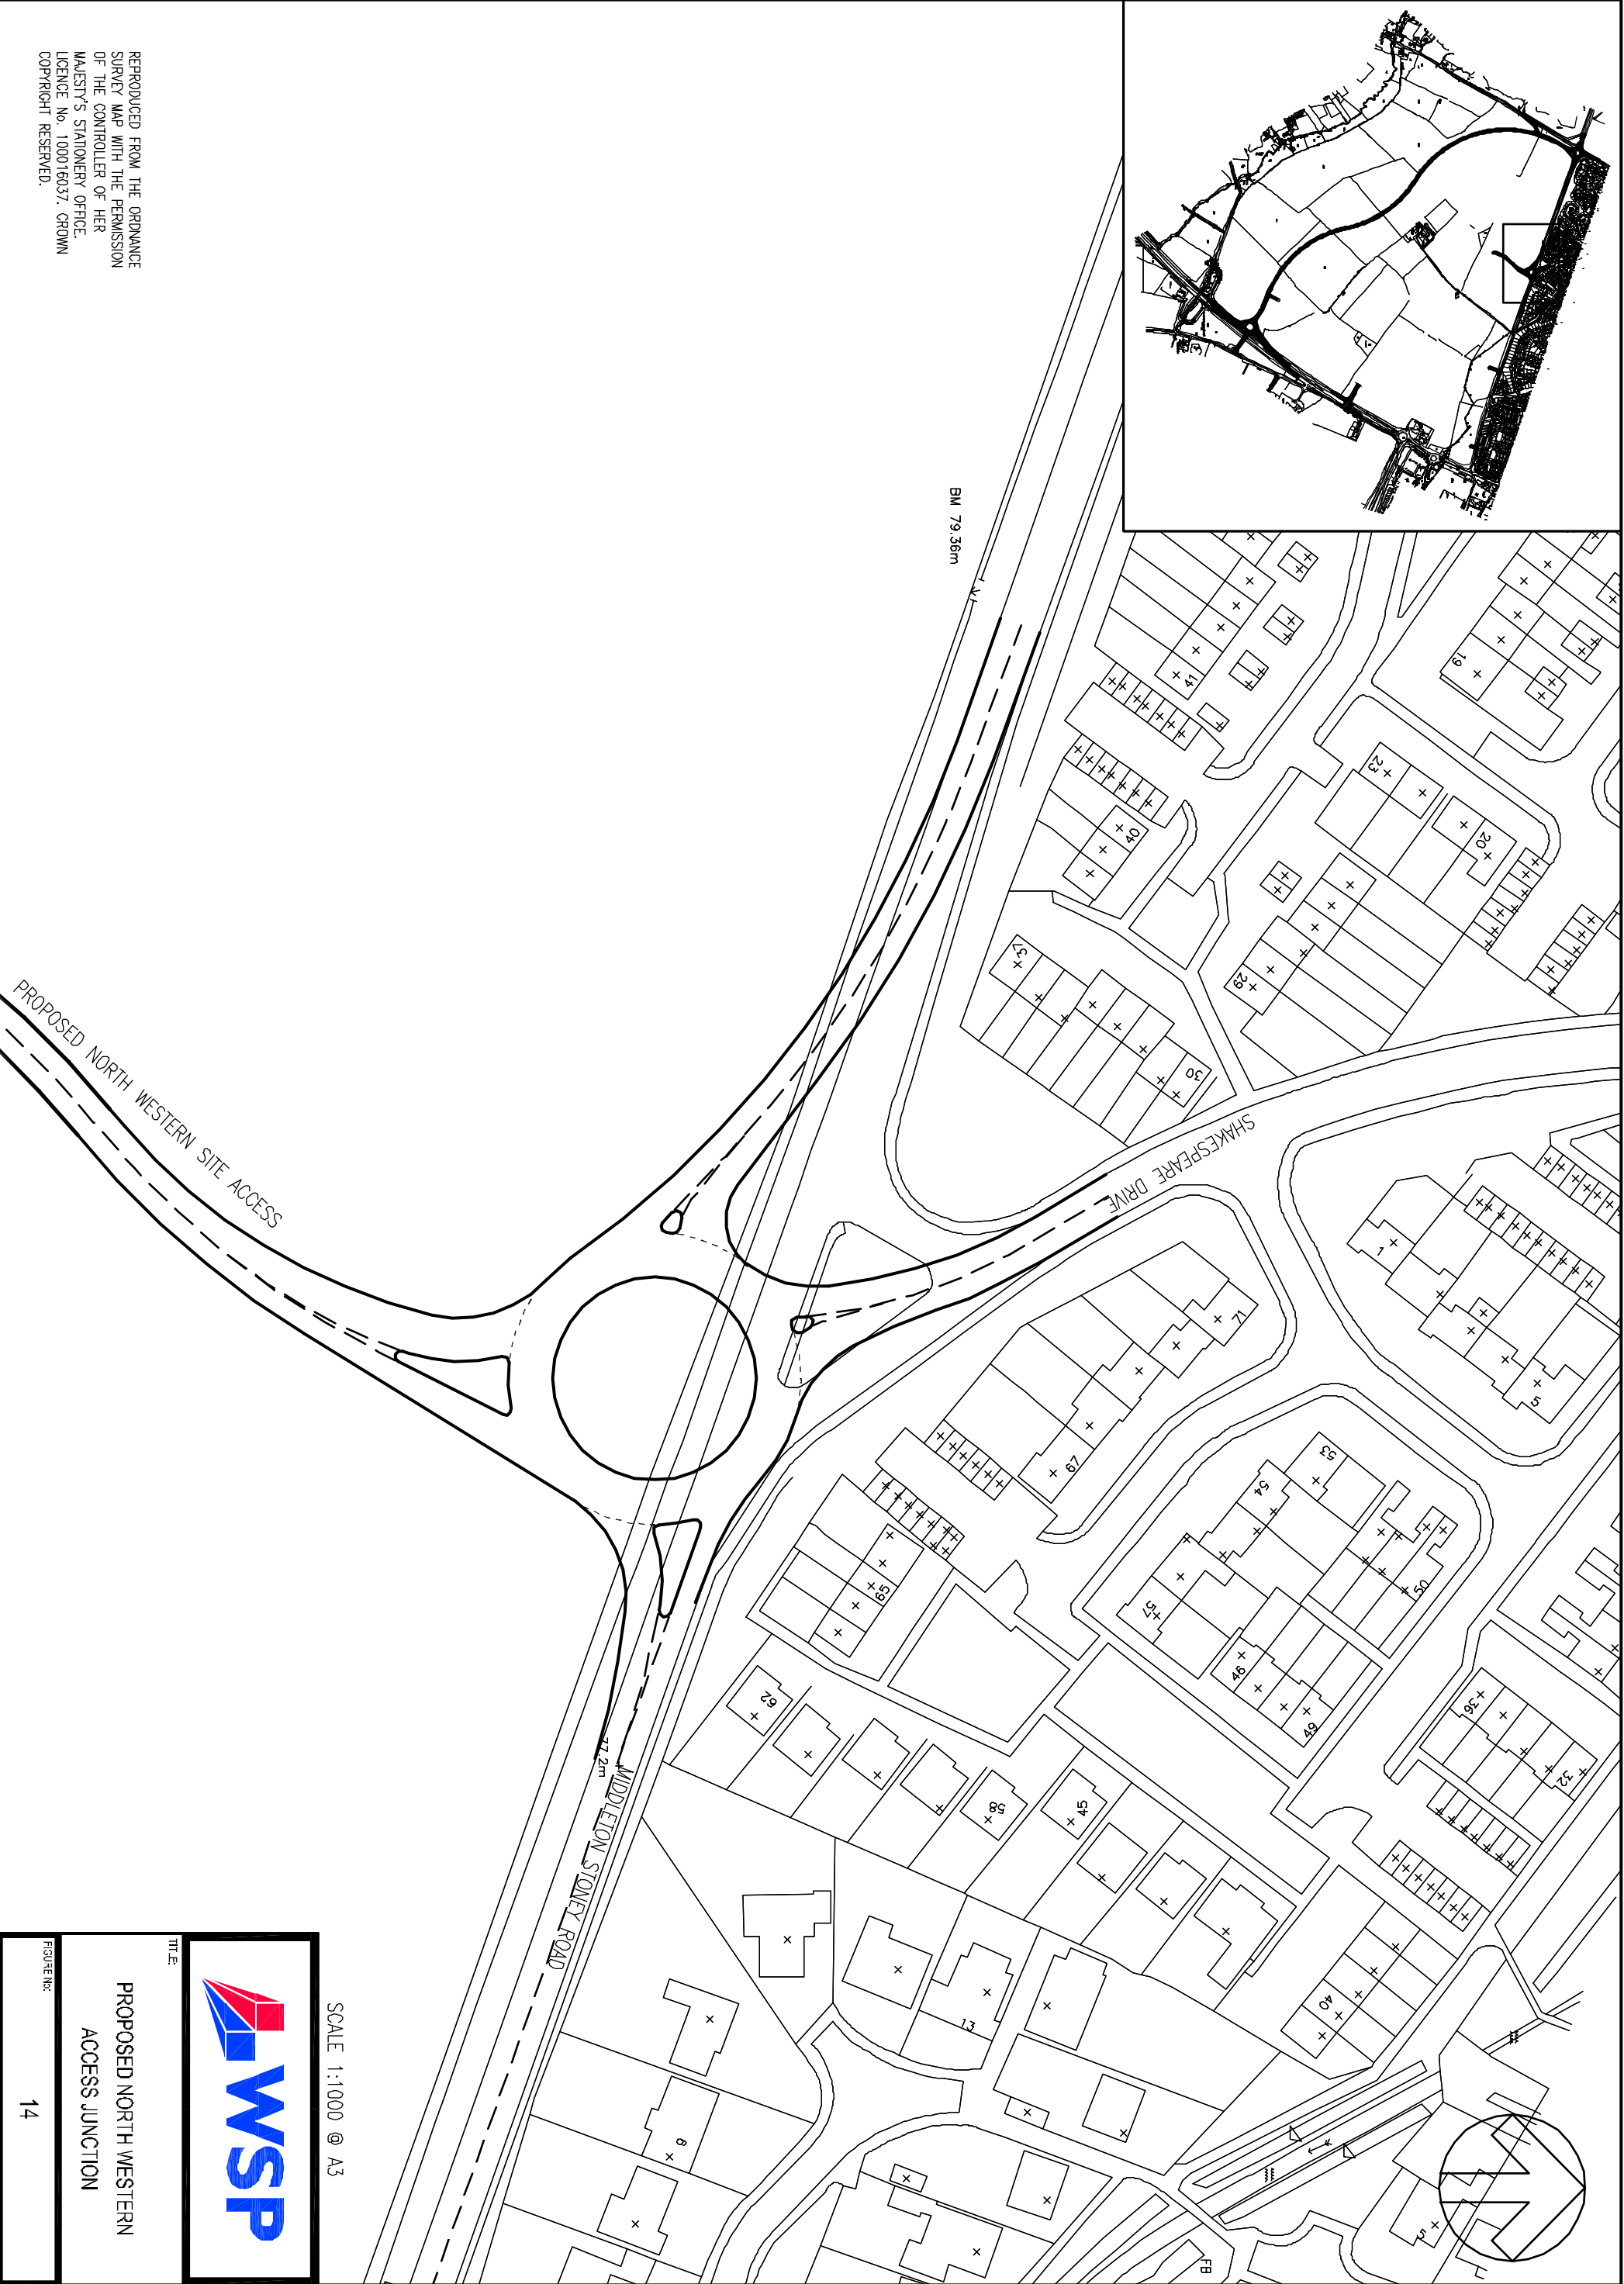 REPRODUCED FROM THE ORDNANCE
SURVEY MAP WITH THE PERMISSION
OF THE CONTROLLER OF HER
MAJESTY'S STATIONERY OFFICE.
LICENCE No. 100016037. CROWN
COPYRIGHT RESERVED.
BM 79.36m
19
41
23
20
40
37
29
30
SHAKESPEARE DRIVE
PROPOSED NORTH WESTERN SITE ACCESS
1
5
71
67
53
54
50
57
65
46
49
36
32
62
58
45
77.2m
MIDDLETON STONEY ROAD
40
13
9
5
FB
SCALE 1:1000 @ A3
WSP
TITLE:
PROPOSED NORTH WESTERN
ACCESS JUNCTION
FIGURE No:
14